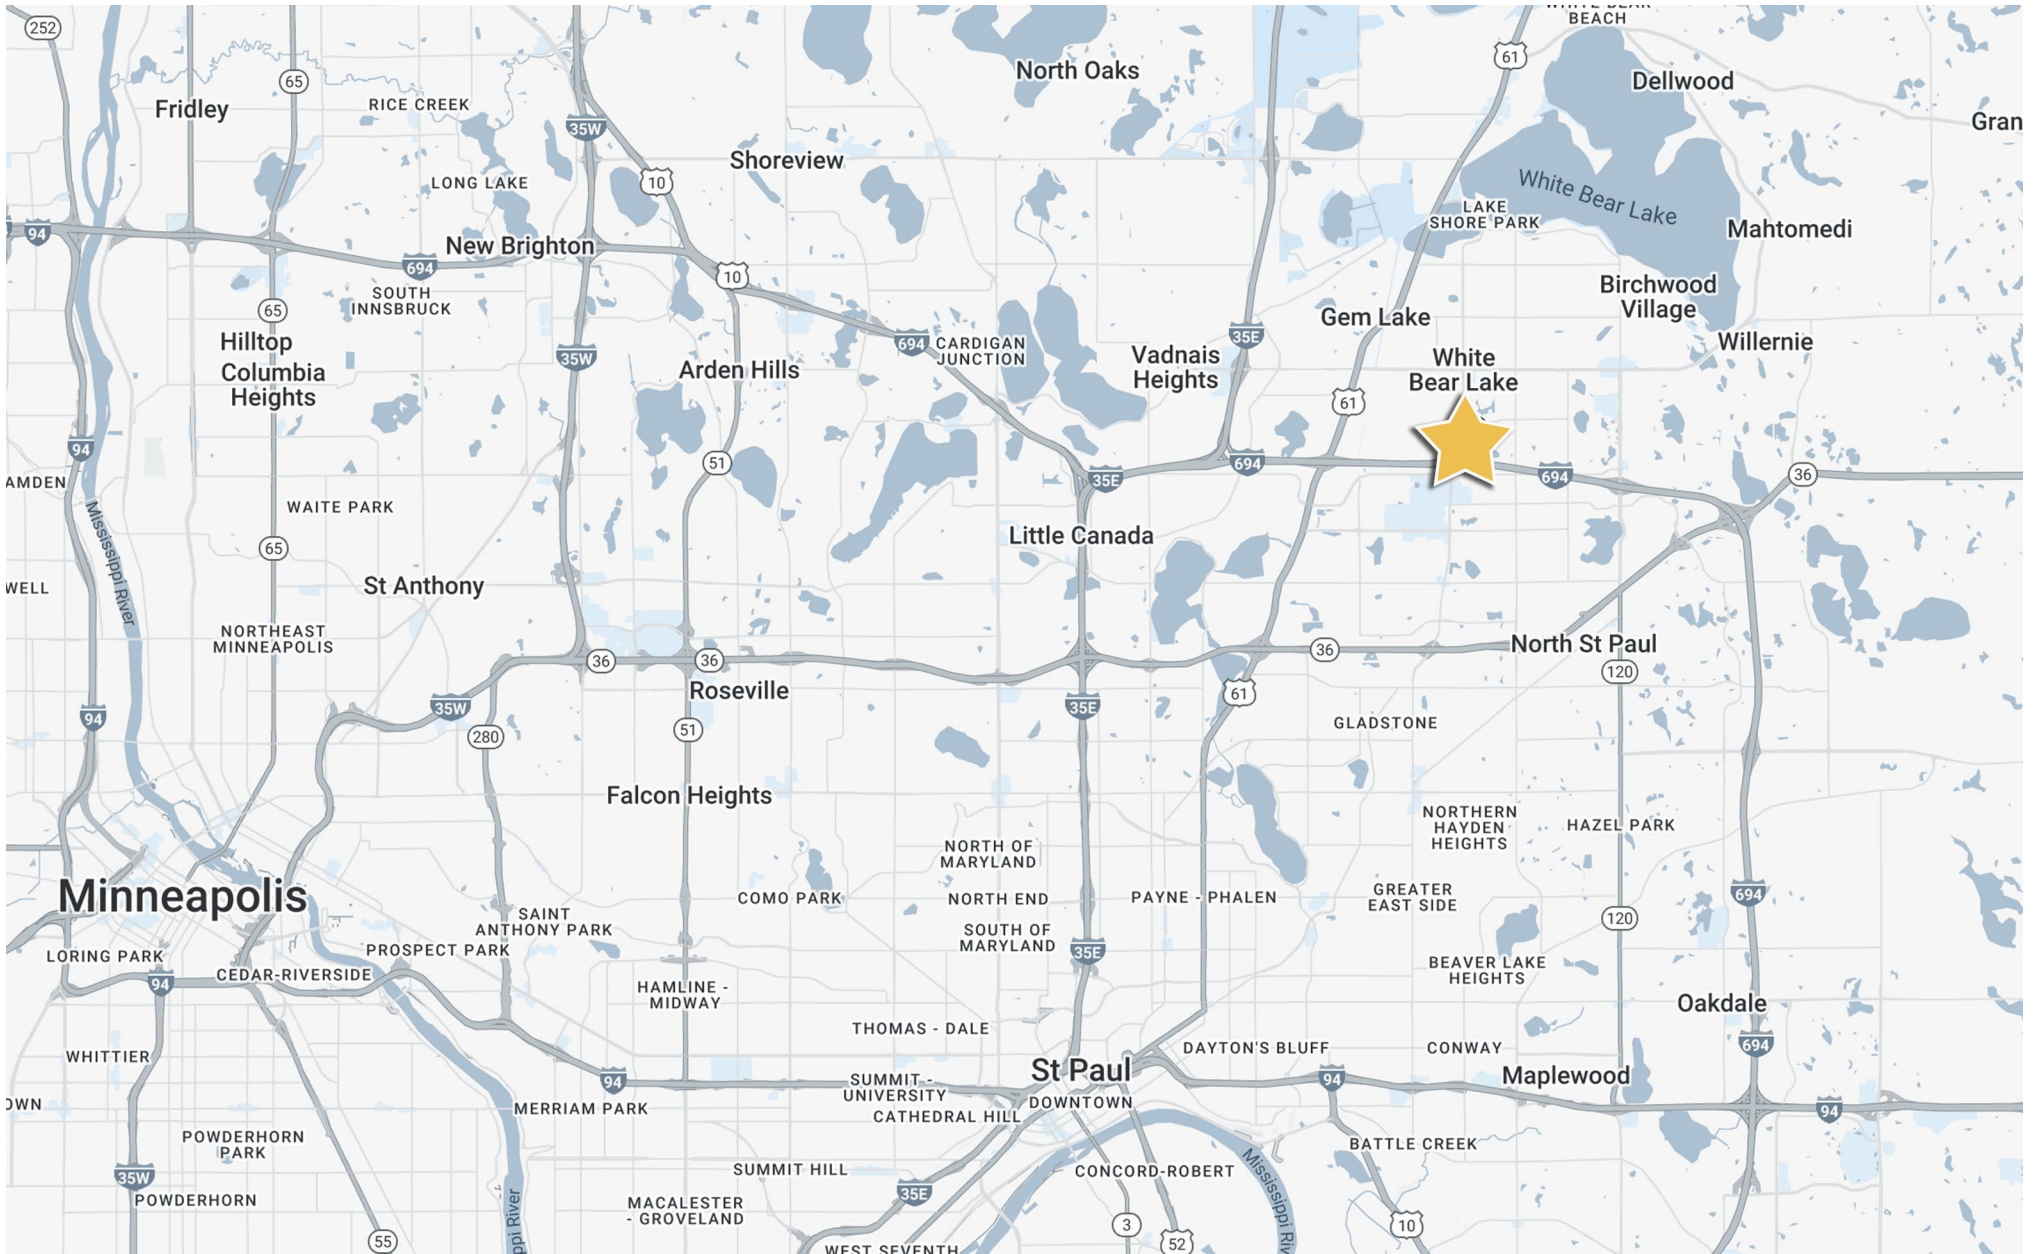 WHITE BEAR
BEACH
252
61
North Oaks
65
Dellwood
Fridley
RICE CREEK
Gran
35W
Shoreview
10
LONG LAKE
White Bear Lake
LAKE
SHORE PARK
Mahtomedi
94
New Brighton
694
10
SOUTH
INNSBRUCK
65
Birchwood
Village
Gem Lake
35E
Hilltop
35W
694
CARDIGAN
JUNCTION
Willernie
Columbia
Heights
Arden Hills
Vadnais
Heights
White
Bear Lake
61
94
51
694
35E
694
36
AMDEN
WAITE PARK
Mississippi River
Little Canada
65
St Anthony
WELL
NORTHEAST
MINNEAPOLIS
North St Paul
36
36
36
120
Roseville
61
35W
35E
94
51
280
GLADSTONE
Falcon Heights
NORTHERN
HAYDEN
HEIGHTS
HAZEL PARK
NORTH OF
MARYLAND
Minneapolis
COMO PARK
NORTH END
PAYNE - PHALEN
GREATER
EAST SIDE
694
120
SAINT
ANTHONY PARK
SOUTH OF
MARYLAND
35E
LORING PARK
PROSPECT PARK
CEDAR-RIVERSIDE
94
BEAVER LAKE
HEIGHTS
HAMLINE -
MIDWAY
Oakdale
THOMAS - DALE
694
WHITTIER
DAYTON'S BLUFF
CONWAY
St Paul
94
94
Maplewood
SUMMIT -
UNIVERSITY
DOWNTOWN
OWN
MERRIAM PARK
CATHEDRAL HILL
94
POWDERHORN
PARK
BATTLE CREEK
SUMMIT HILL
CONCORD-ROBERT
Mississippi Riv
35W
35E
POWDERHORN
MACALESTER
- GROVELAND
ppi River
3
10
55
52
WEST SEVENTH